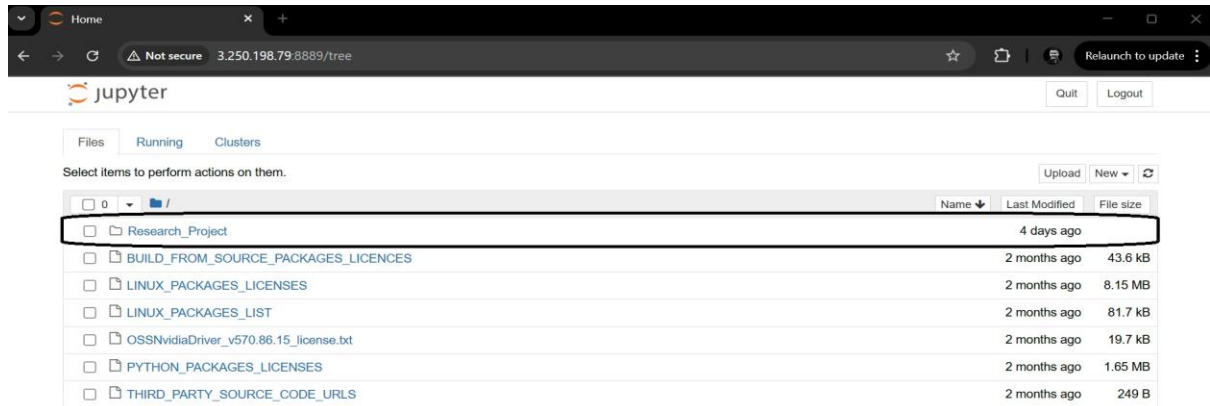 Home
Not secure 3.250.198.79:8889/tree Relaunch to update
jupyter Quit Logout
Files Running Clusters
Select items to perform actions on them. Upload New
0 / Name Last Modified File size
Research_Project 4 days ago
BUILD_FROM_SOURCE_PACKAGES_LICENCES 2 months ago 43.6 kB
LINUX_PACKAGES_LICENSES 2 months ago 8.15 MB
LINUX_PACKAGES_LIST 2 months ago 81.7 kB
OSSNvidiaDriver_v570.86.15_license.txt 2 months ago 19.7 kB
PYTHON_PACKAGES_LICENSES 2 months ago 1.65 MB
THIRD_PARTY_SOURCE_CODE_URLS 2 months ago 249 B